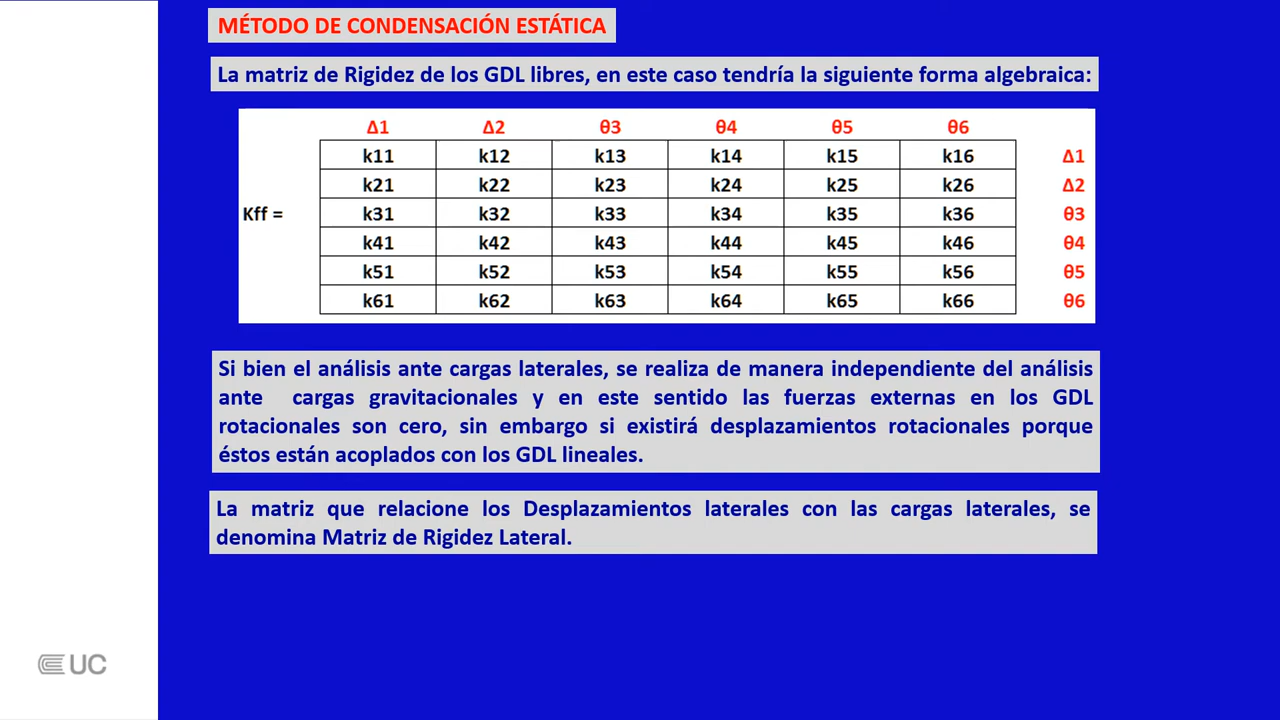 MÉTODO DE CONDENSACIÓN ESTÁTICA
La matriz de Rigidez de los GDL libres, en este caso tendría la siguiente forma algebraica:
Δ1 Δ2 θ3 θ4 θ5 θ6
k11 k12 k13 k14 k15 k16 Δ1
k21 k22 k23 k24 k25 k26 Δ2
Kff = k31 k32 k33 k34 k35 k36 θ3
k41 k42 k43 k44 k45 k46 θ4
k51 k52 k53 k54 k55 k56 θ5
k61 k62 k63 k64 k65 k66 θ6
Si bien el análisis ante cargas laterales, se realiza de manera independiente del análisis
ante cargas gravitacionales y en este sentido las fuerzas externas en los GDL
rotacionales son cero, sin embargo si existirá desplazamientos rotacionales porque
éstos están acoplados con los GDL lineales.
La matriz que relacione los Desplazamientos laterales con las cargas laterales, se
denomina Matriz de Rigidez Lateral.
UC